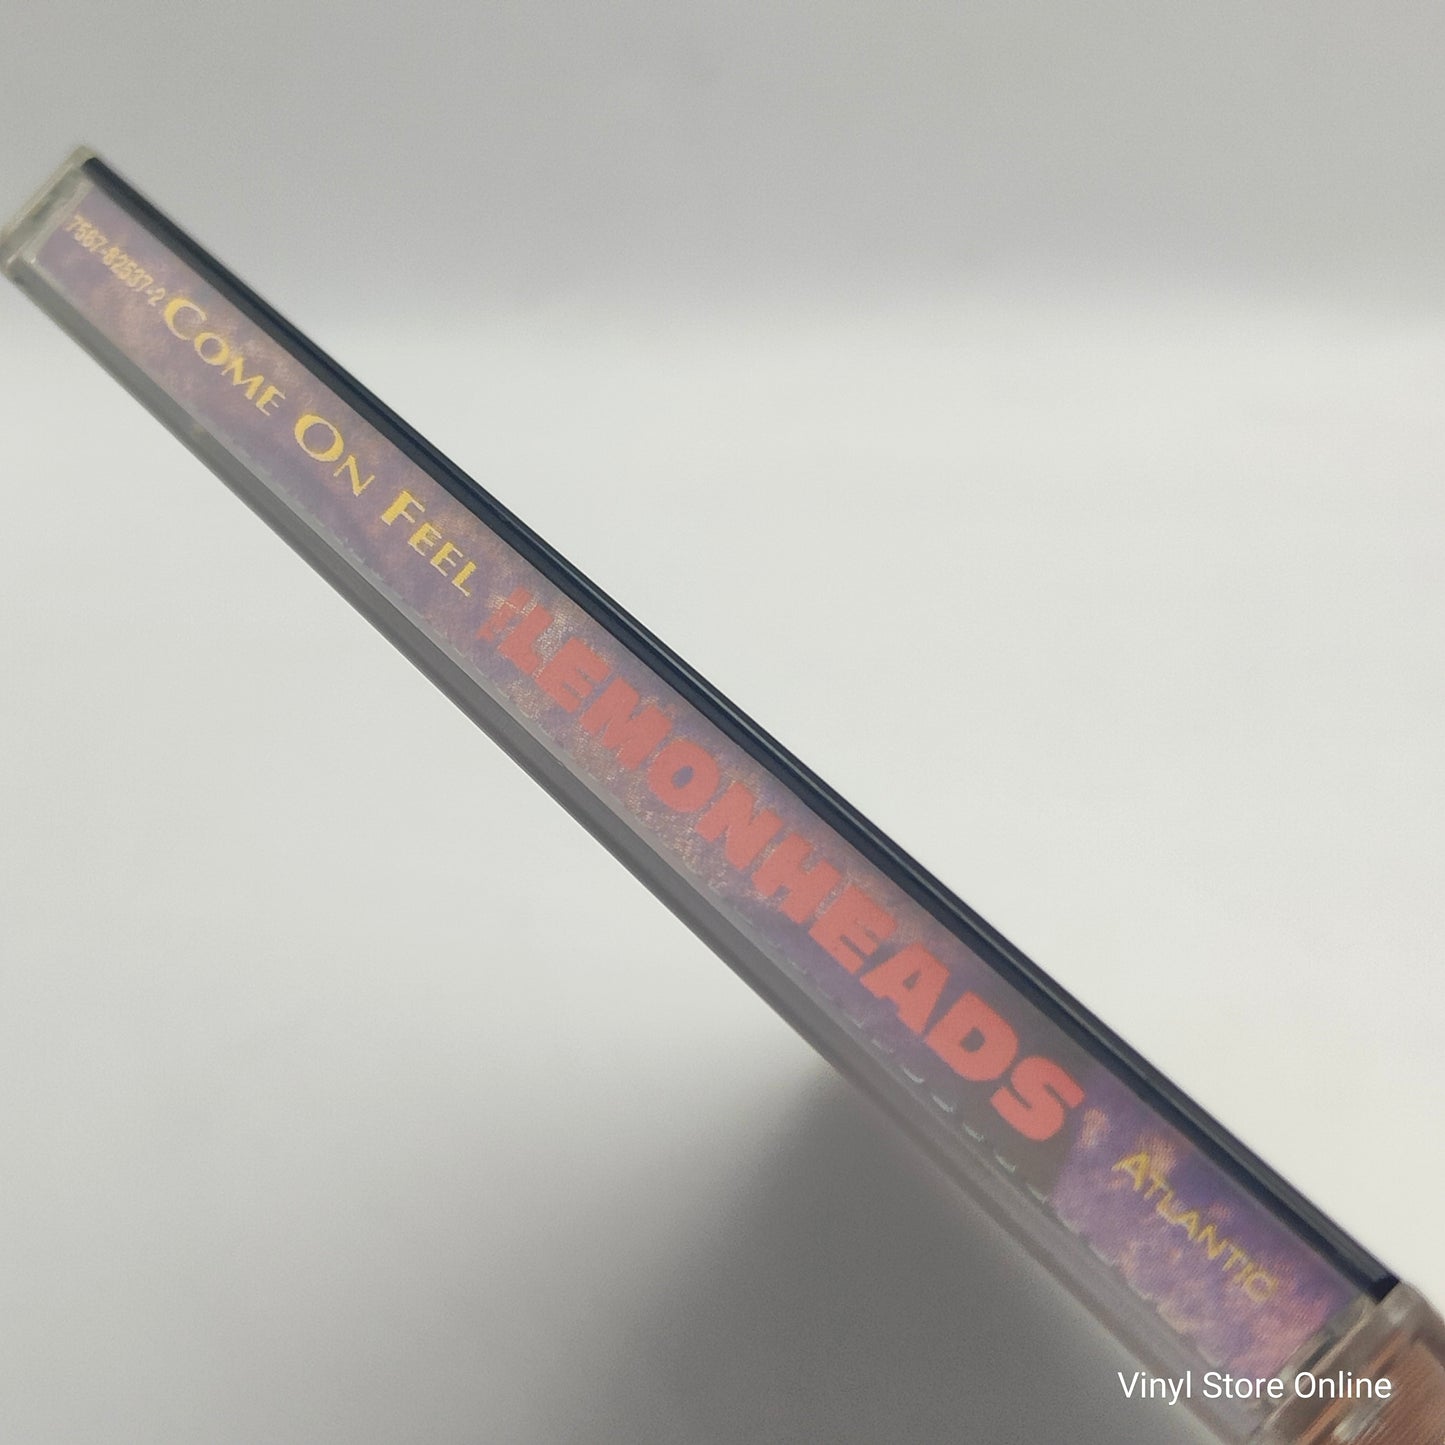 7567-82537-2 COME ON FEEL the LEMONHEADS ATLANTIC
Vinyl Store Online